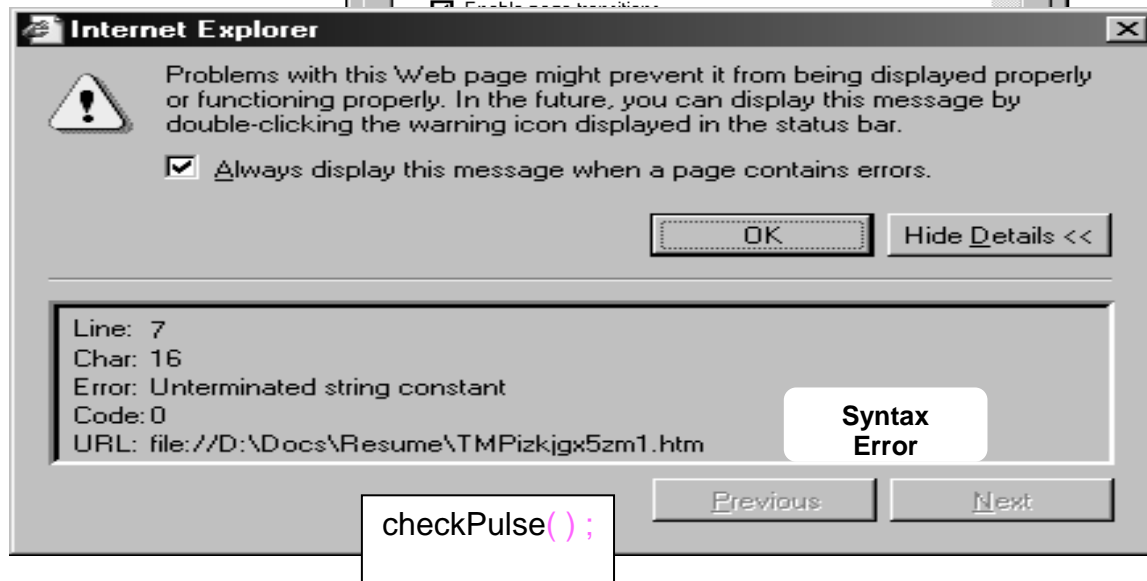 Enable page transitions
Internet Explorer
Problems with this Web page might prevent it from being displayed properly
or functioning properly. In the future, you can display this message by
double-clicking the warning icon displayed in the status bar.
Always display this message when a page contains errors.
OK
Hide Details <<
Line: 7
Char: 16
Error: Unterminated string constant
Code: 0
URL: file://D:\Docs\Resume\TMPizkjgx5zm1.htm
Syntax
Error
Previous
Next
checkPulse( ) ;